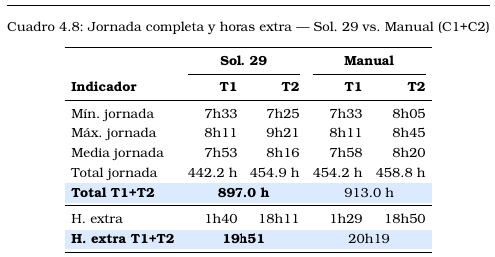 Cuadro 4.8: Jornada completa y horas extra — Sol. 29 vs. Manual (C1+C2)
Sol. 29 Manual
Indicador T1 T2 T1 T2
Mín. jornada 7h33 7h25 7h33 8h05
Máx. jornada 8h11 9h21 8h11 8h45
Media jornada 7h53 8h16 7h58 8h20
Total jornada 442.2 h 454.9 h 454.2 h 458.8 h
Total T1+T2 897.0 h 913.0 h
H. extra 1h40 18h11 1h29 18h50
H. extra T1+T2 19h51 20h19